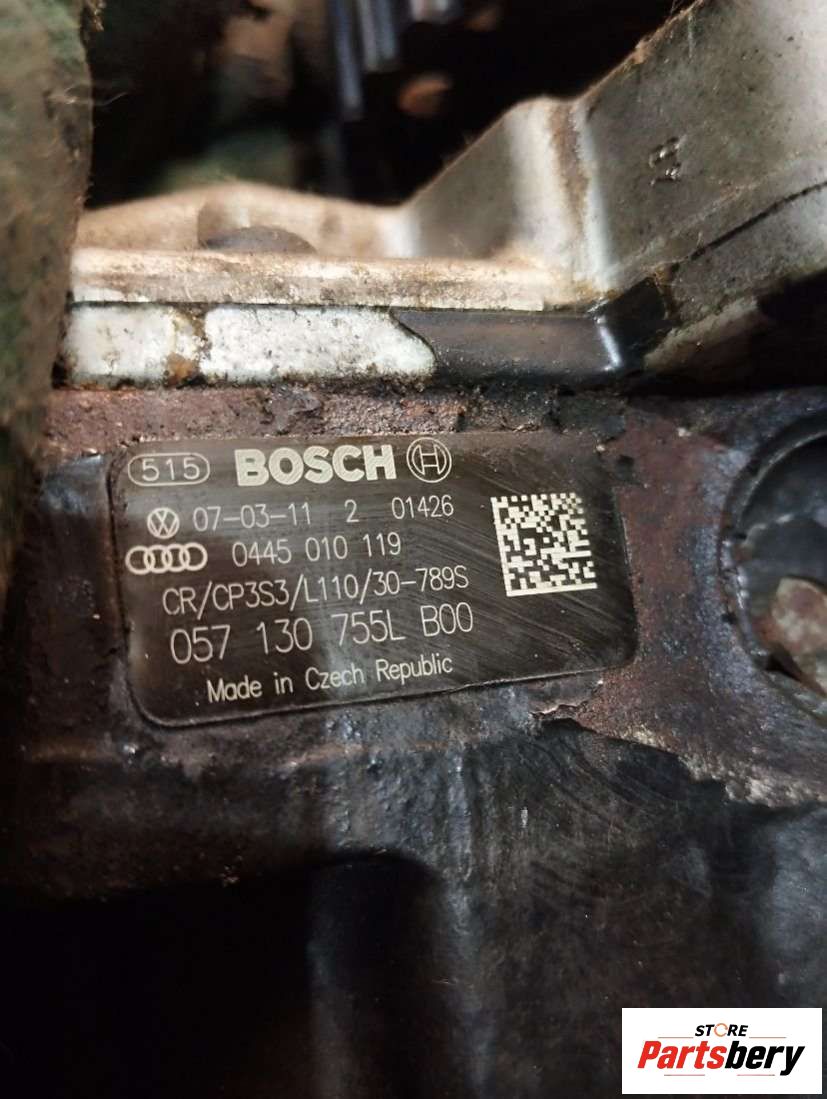 515 BOSCH
07-03-11 2 01426
0445 010 119
CR/CP3S3/L110/30-789S
057 130 755L B00
Made in Czech Republic
STORE
Partsbery